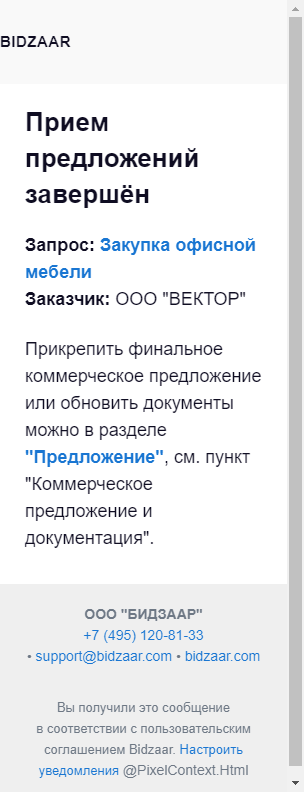 BIDZAAR
Прием
предложений
завершён
Запрос: Закупка офисной
мебели
Заказчик: ООО "ВЕКТОР"
Прикрепить финальное
коммерческое предложение
или обновить документы
можно в разделе
"Предложение", см. пункт
"Коммерческое
предложение и
документация".
ООО "БИДЗААР"
+7 (495) 120-81-33
• support@bidzaar.com • bidzaar.com
Вы получили это сообщение
в соответствии с пользовательским
соглашением Bidzaar. Настроить
уведомления @PixelContext.Html